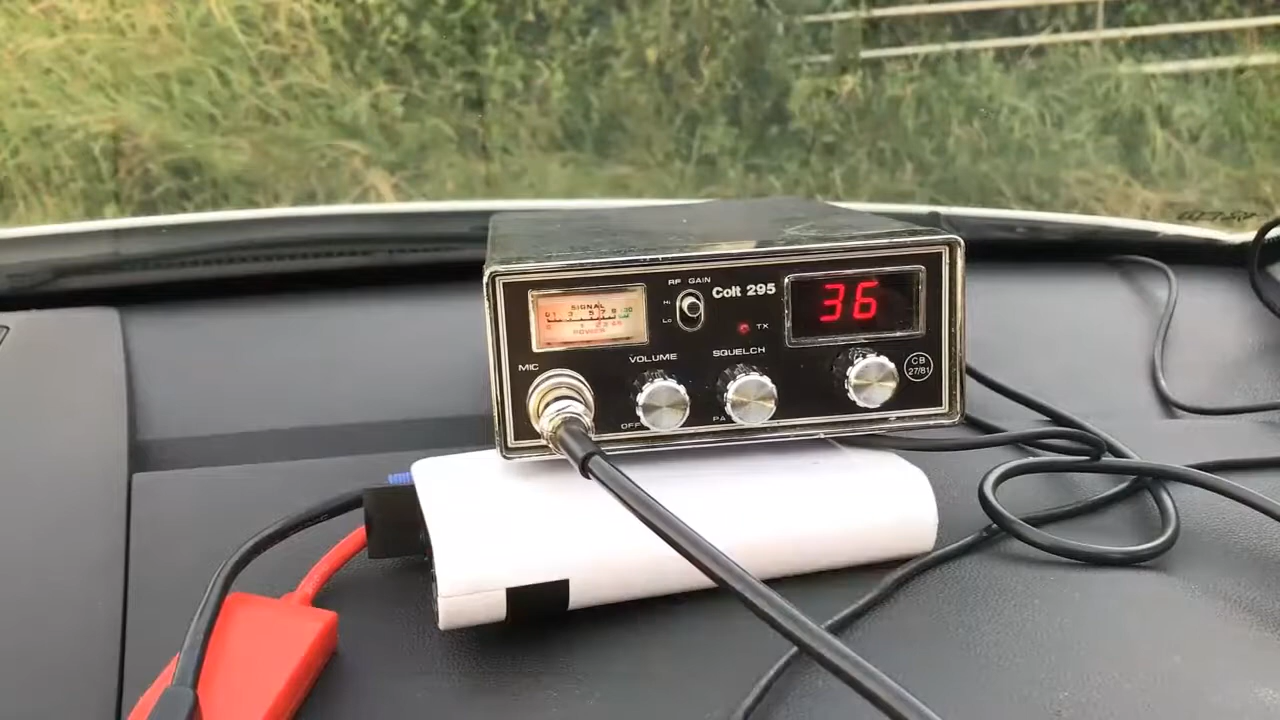 RF GAIN
Hi
Lo
Colt 295
SIGNAL
POWER
36
TX
MIC
VOLUME
SQUELCH
OFF
PA
CB
27/81